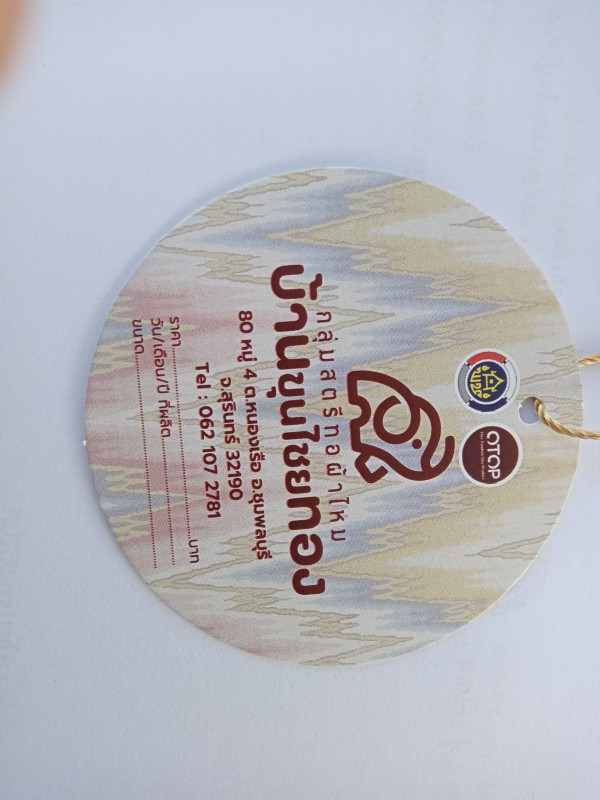 พช
OTOP
กลุ่มสตรีทอผ้าไหม
บ้านขุนไชยทอง
80 หมู่ 4 ต.หนองเรือ อ.ชุมพลบุรี
จ.สุรินทร์ 32190
Tel : 062 107 2781
ราคา..............................................บาท
วัน/เดือน/ปี ที่ผลิต................................
ขนาด..................................................